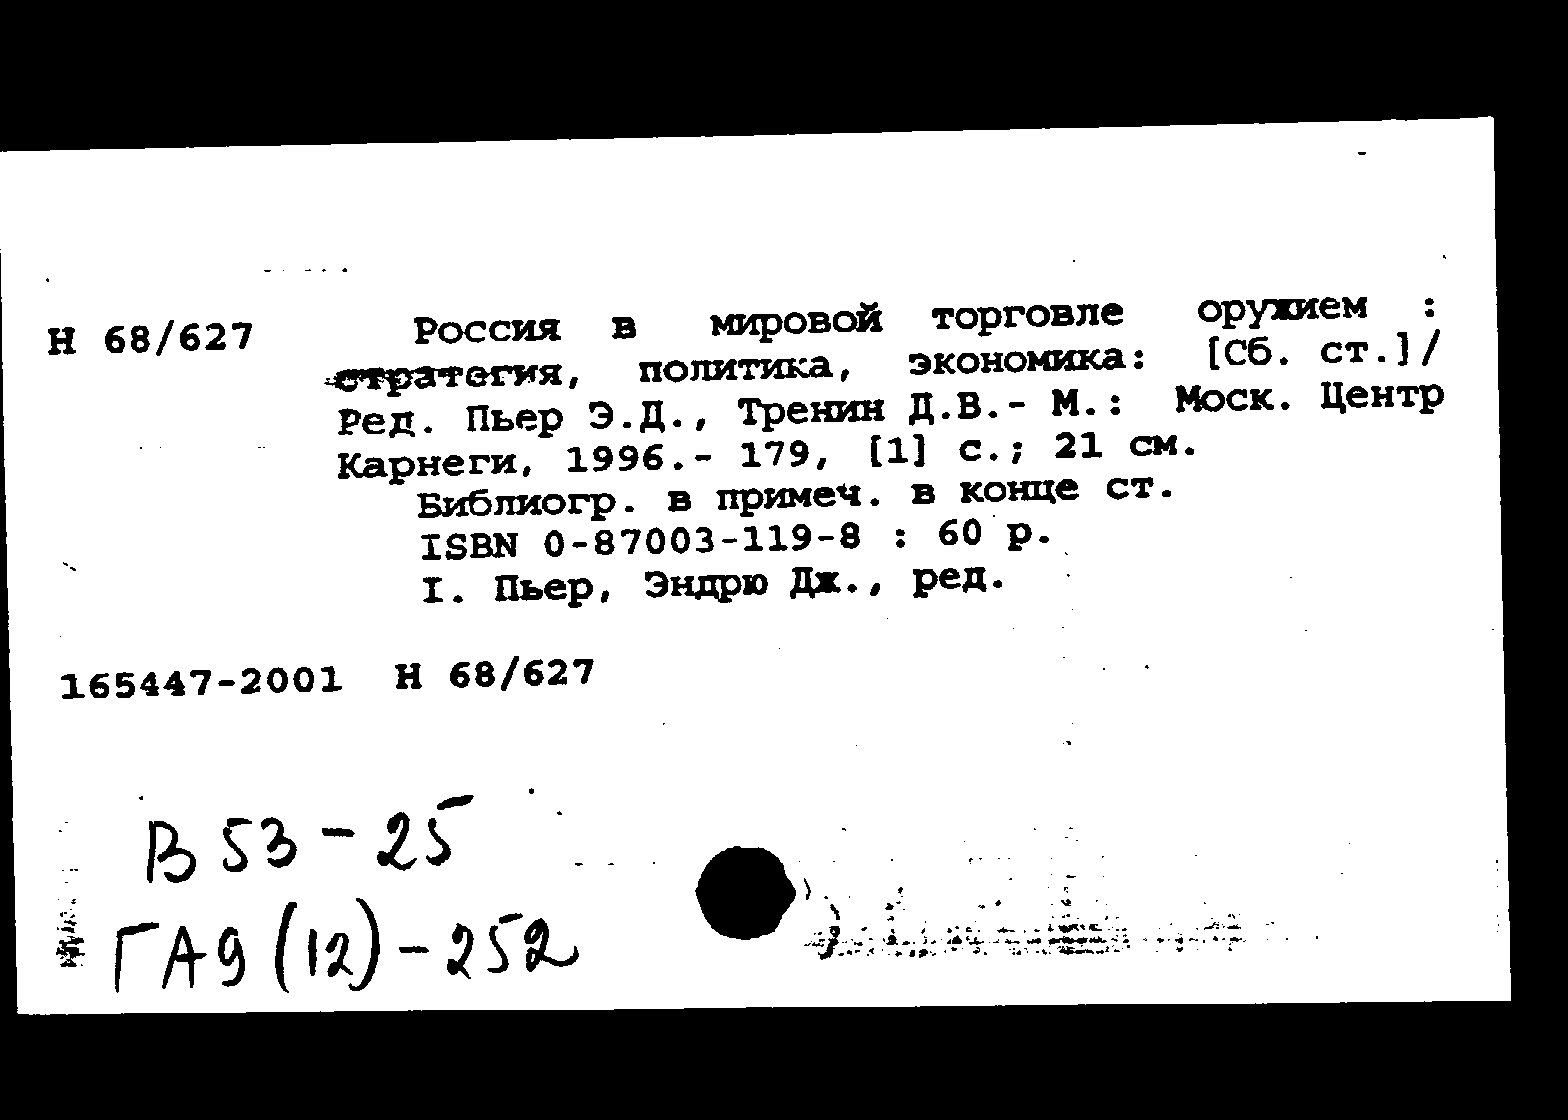 Н 68/627 Россия в мировой торговле оружием :
стратегия, политика, экономика: [Сб. ст.]/
Ред. Пьер Э.Д., Тренин Д.В.- М.: Моск. Центр
Карнеги, 1996.- 179, [1] с.; 21 см.
Библиогр. в примеч. в конце ст.
ISBN 0-87003-119-8 : 60 р.
I. Пьер, Эндрю Дж., ред.
165447-2001 Н 68/627
В 53-25
ГА9(12)-252